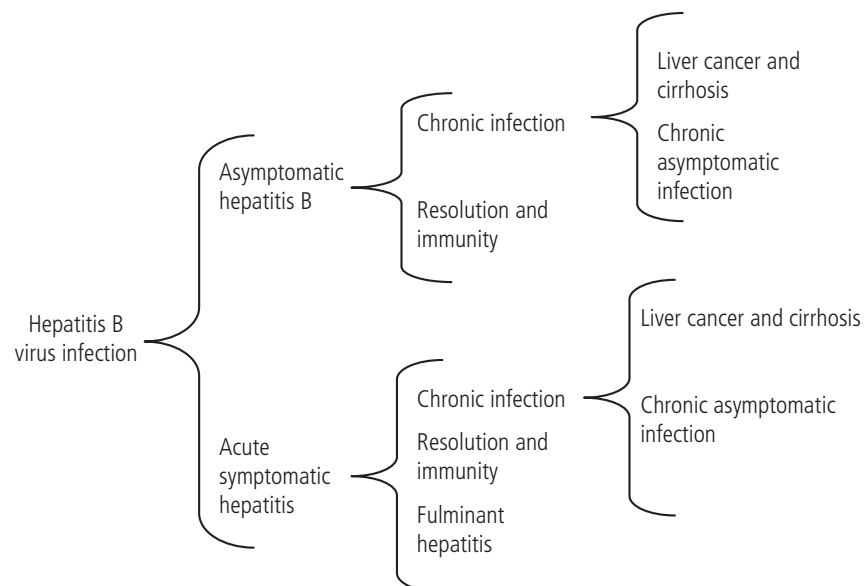 Hepatitis B
virus infection
Asymptomatic
hepatitis B
Chronic infection
Liver cancer and
cirrhosis
Chronic
asymptomatic
infection
Resolution and
immunity
Acute
symptomatic
hepatitis
Chronic infection
Liver cancer and cirrhosis
Chronic asymptomatic
infection
Resolution and
immunity
Fulminant
hepatitis